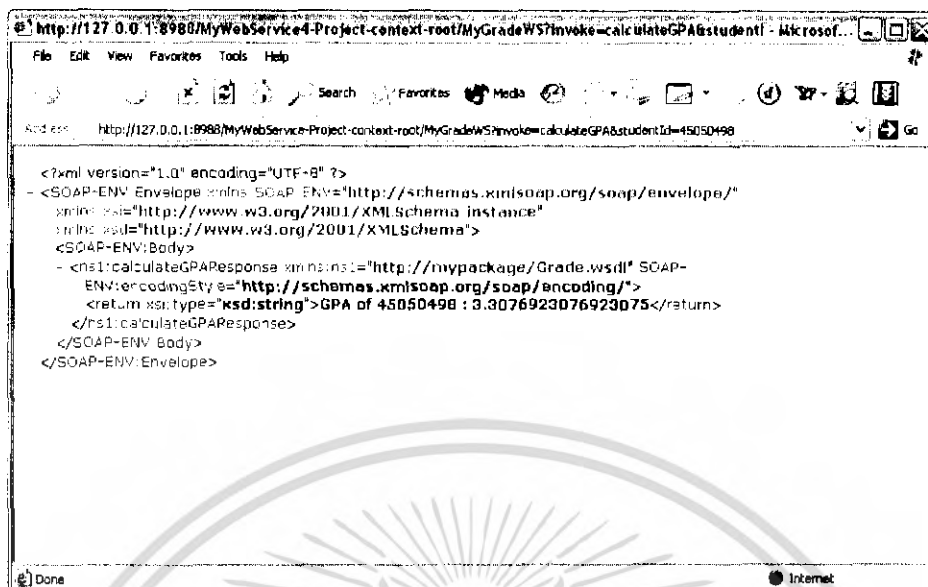 http://127.0.0.1:8988/MyWebService4-Project-context-root/MyGradeWS?invoke=calculateGPA&studentI - Microsof...
File Edit View Favorites Tools Help
Search Favorites Media
Address http://127.0.0.1:8988/MyWebService-Project-context-root/MyGradeWS?invoke=calculateGPA&studentId=45050498 Go
<?xml version="1.0" encoding="UTF-8" ?>
- <SOAP-ENV:Envelope xmlns:SOAP-ENV="http://schemas.xmlsoap.org/soap/envelope/"
xmlns:xsi="http://www.w3.org/2001/XMLSchema-instance"
xmlns:xsd="http://www.w3.org/2001/XMLSchema">
<SOAP-ENV:Body>
- <ns1:calculateGPAResponse xmlns:ns1="http://mypackage/Grade.wsdl" SOAP-
ENV:encodingStyle="http://schemas.xmlsoap.org/soap/encoding/">
<return xsi:type="xsd:string">GPA of 45050498 : 3.3076923076923075</return>
</ns1:calculateGPAResponse>
</SOAP-ENV:Body>
</SOAP-ENV:Envelope>
Done Internet